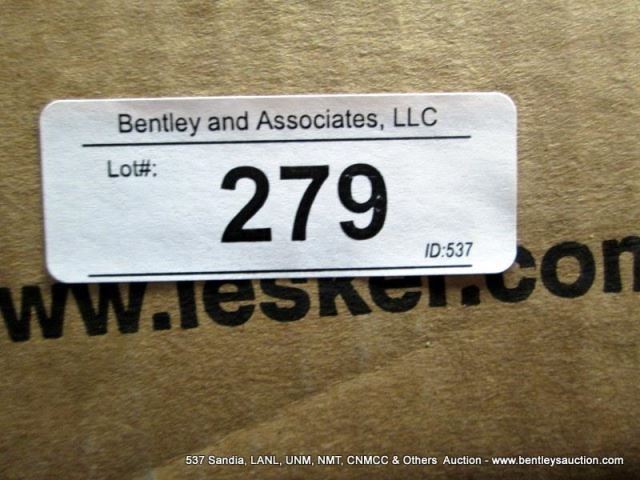 Bentley and Associates, LLC
Lot#:
279
ID:537
www.lesker.com
537 Sandia, LANL, UNM, NMT, CNMCC & Others Auction - www.bentleysauction.com